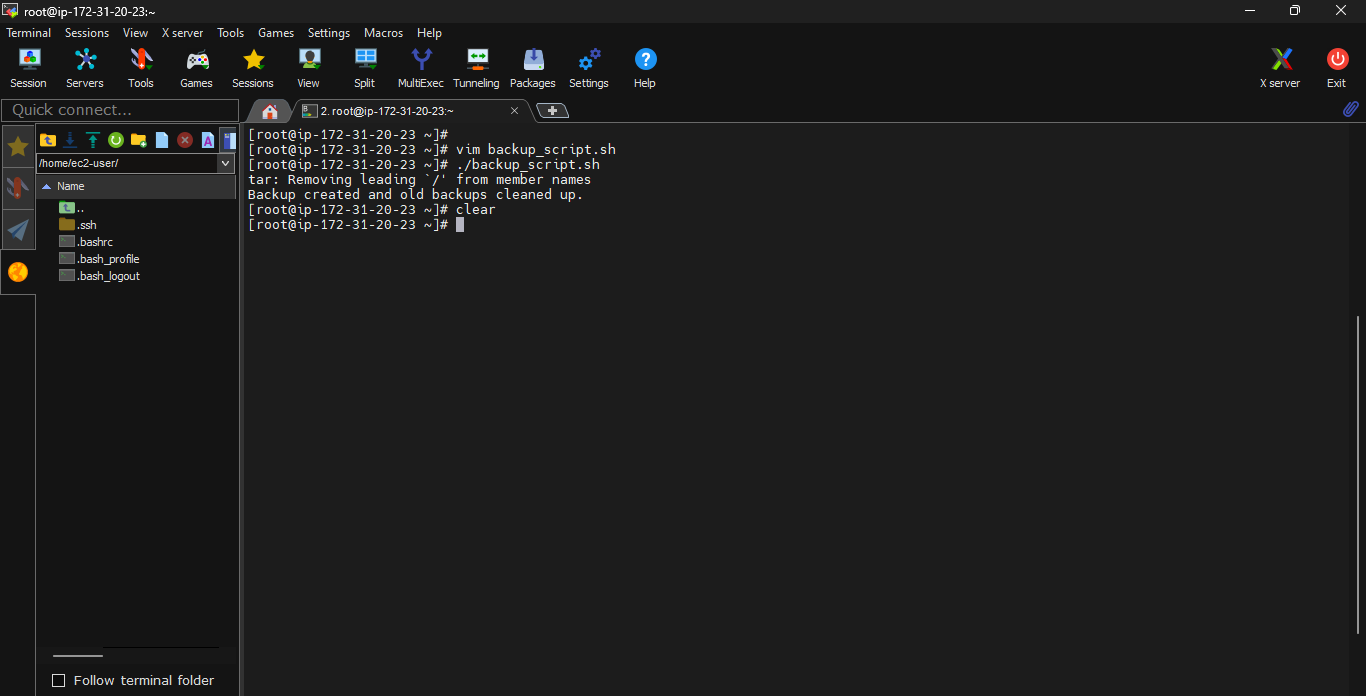 root@ip-172-31-20-23:~
Terminal Sessions View X server Tools Games Settings Macros Help
Session Servers Tools Games Sessions View Split MultiExec Tunneling Packages Settings Help X server Exit
Quick connect...
2. root@ip-172-31-20-23:~
/home/ec2-user/
Name
..
.ssh
.bashrc
.bash_profile
.bash_logout
Follow terminal folder
[root@ip-172-31-20-23 ~]#
[root@ip-172-31-20-23 ~]# vim backup_script.sh
[root@ip-172-31-20-23 ~]# ./backup_script.sh
tar: Removing leading `/' from member names
Backup created and old backups cleaned up.
[root@ip-172-31-20-23 ~]# clear
[root@ip-172-31-20-23 ~]#